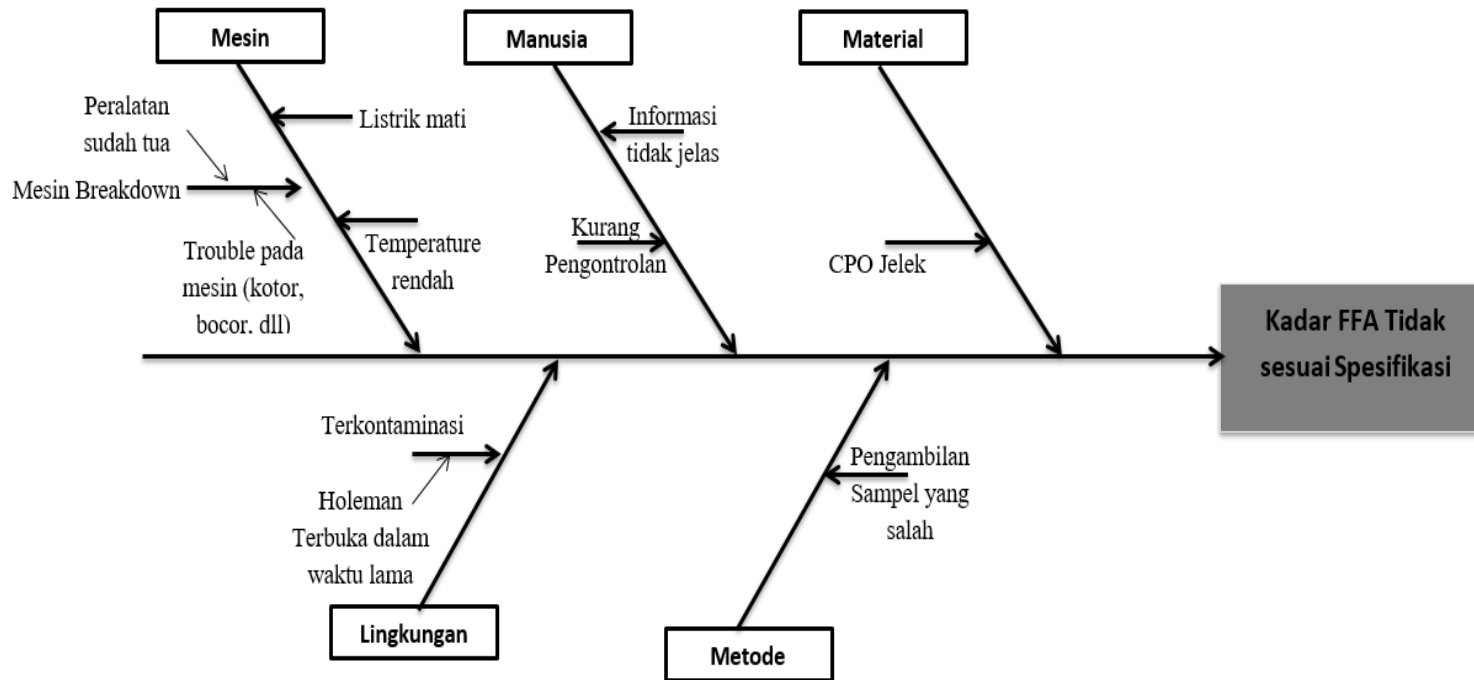 Mesin
Manusia
Material
Peralatan
sudah tua
Listrik mati
Mesin Breakdown
Trouble pada
mesin (kotor,
bocor, dll)
Temperature
rendah
Informasi
tidak jelas
Kurang
Pengontrolan
CPO Jelek
Kadar FFA Tidak
sesuai Spesifikasi
Terkontaminasi
Holeman
Terbuka dalam
waktu lama
Pengambilan
Sampel yang
salah
Lingkungan
Metode